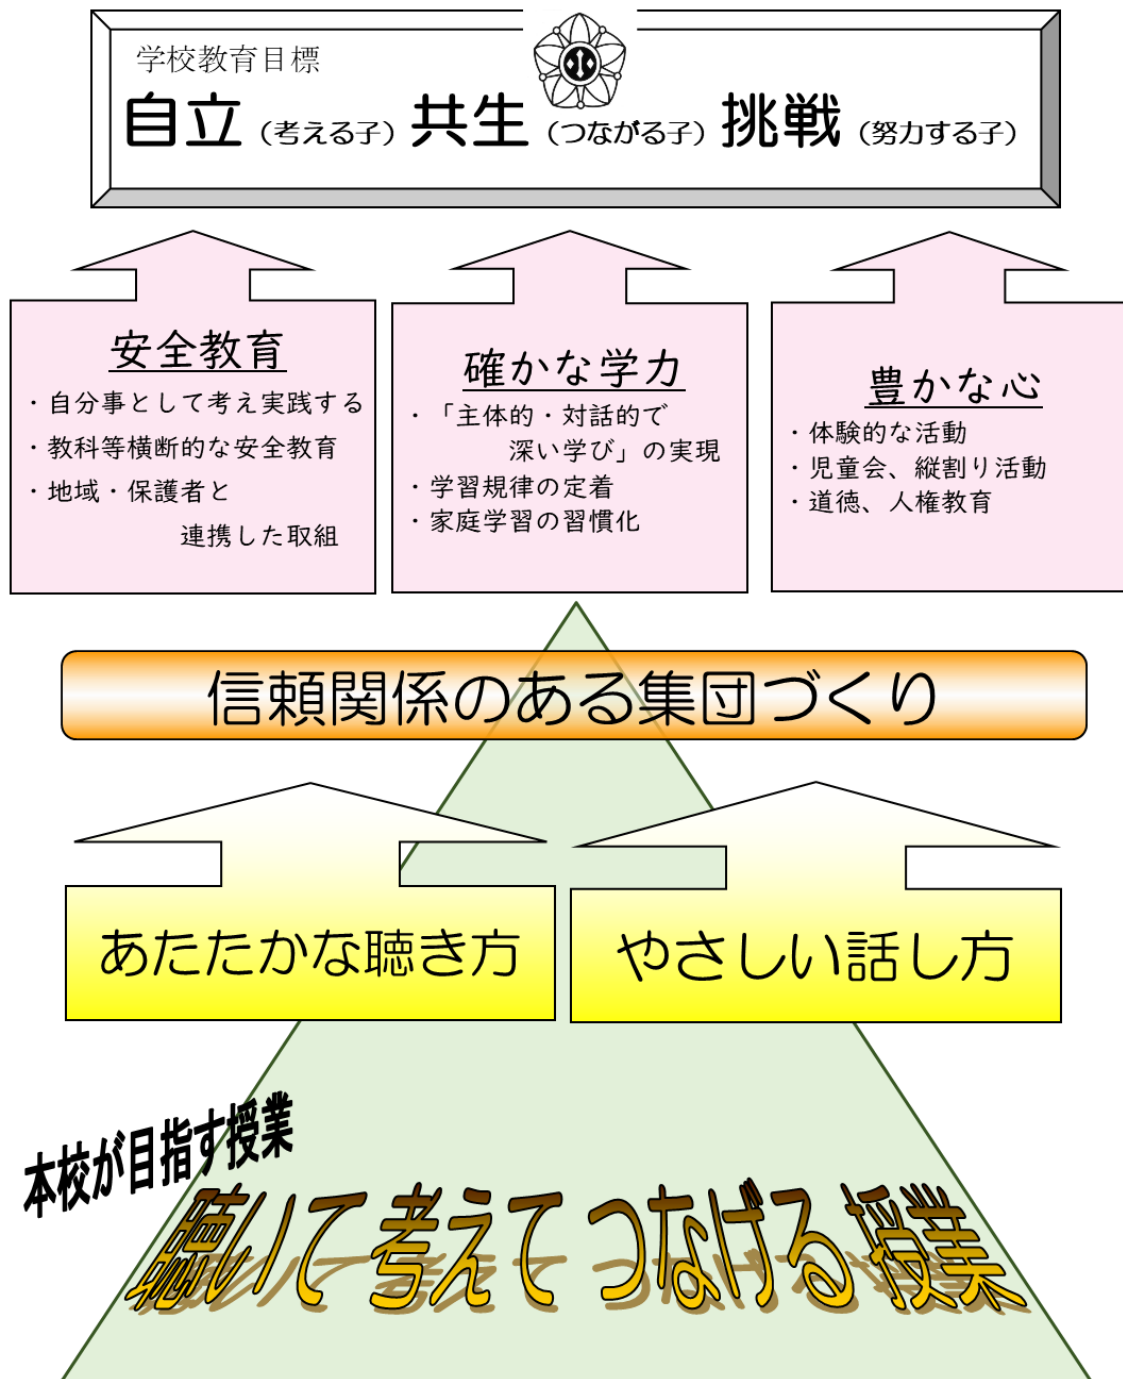 学校教育目標
自立（考える子）共生（つながる子）挑戦（努力する子）
安全教育
・自分事として考え実践する
・教科等横断的な安全教育
・地域・保護者と
連携した取組
確かな学力
・「主体的・対話的で
深い学び」の実現
・学習規律の定着
・家庭学習の習慣化
豊かな心
・体験的な活動
・児童会、縦割り活動
・道徳、人権教育
信頼関係のある集団づくり
あたたかな聴き方
やさしい話し方
本校が目指す授業
聴いて 考えて つなげる 授業